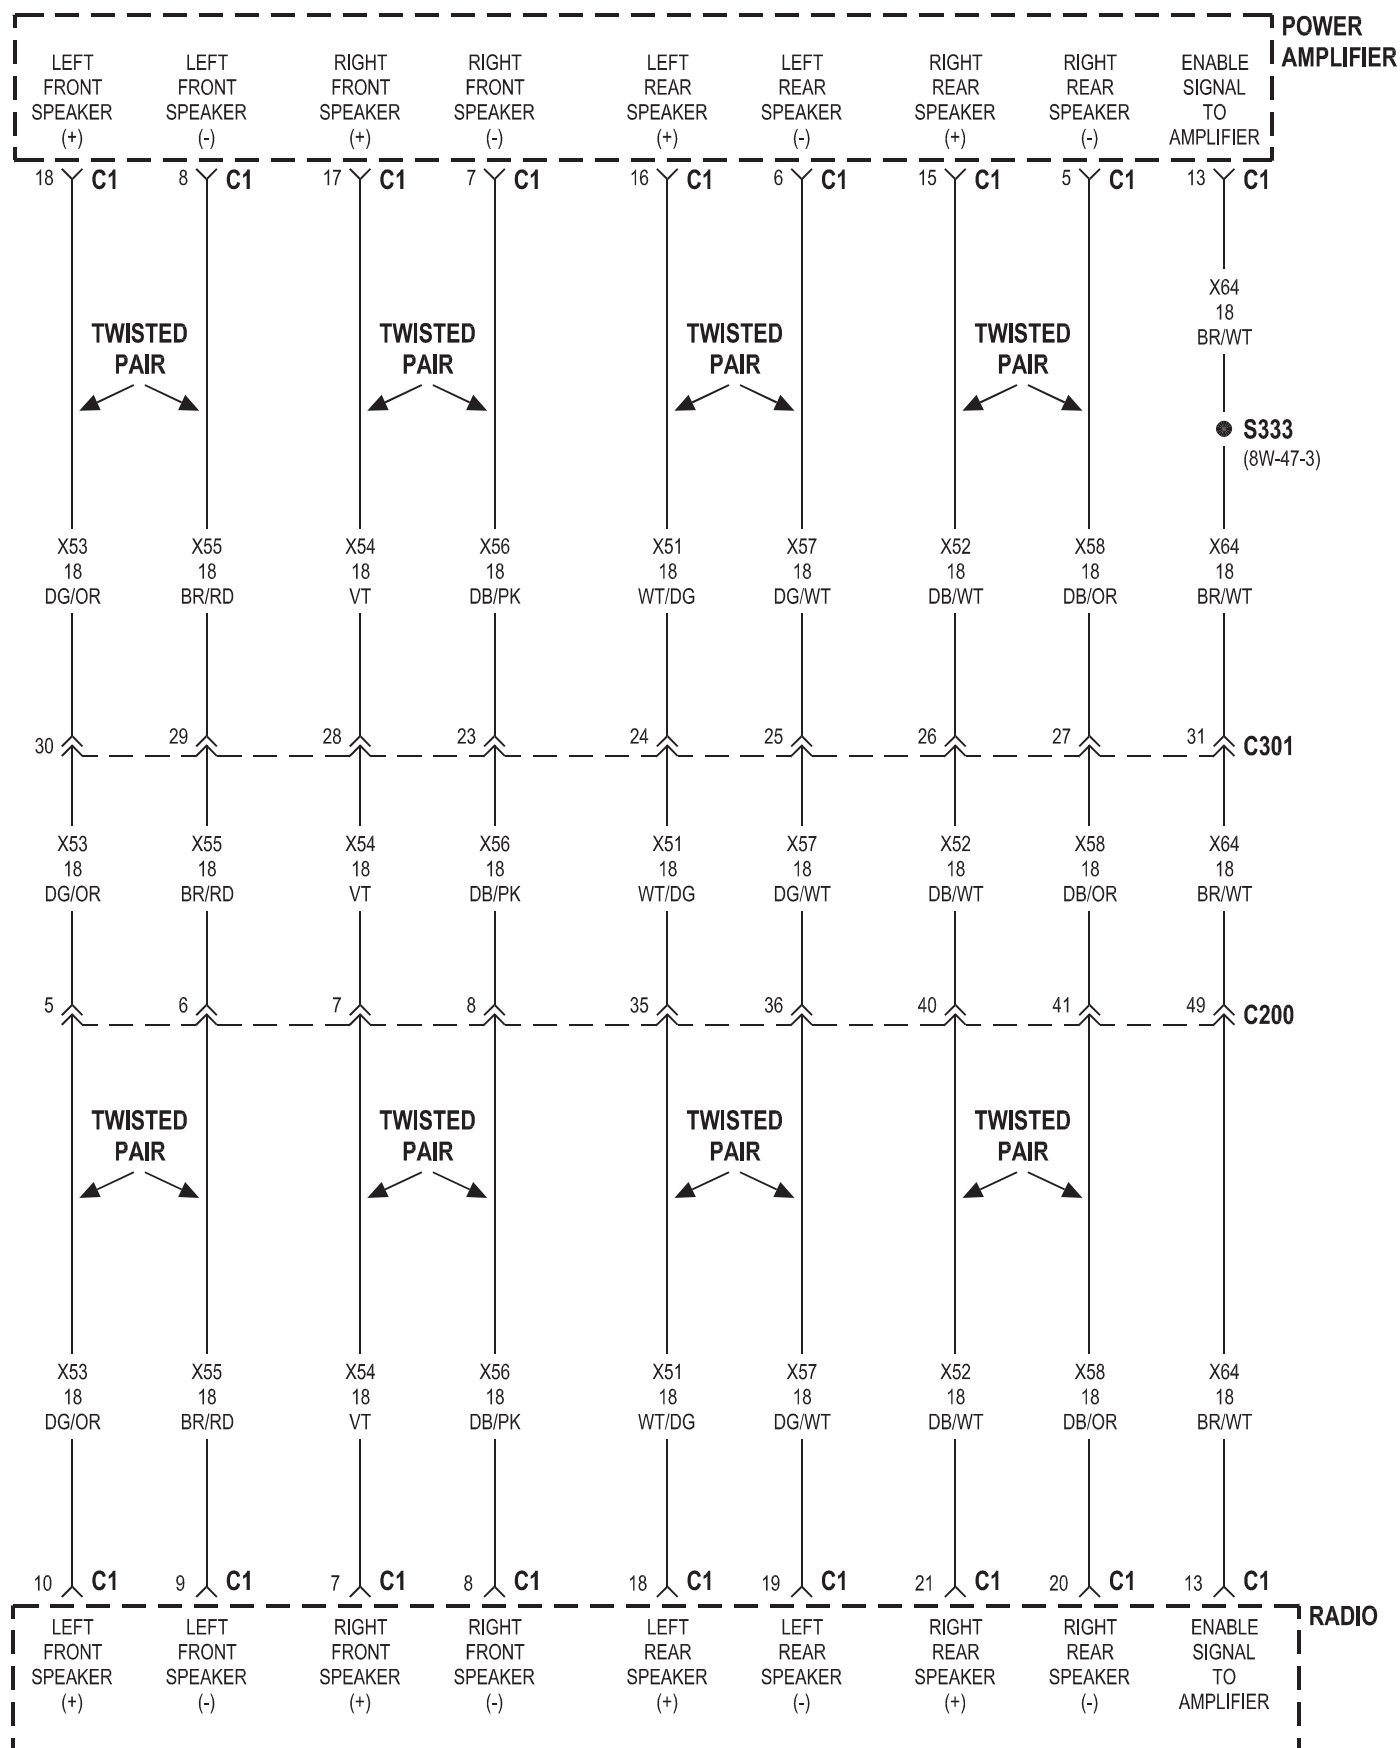 POWER
AMPLIFIER
LEFT LEFT RIGHT RIGHT LEFT LEFT RIGHT RIGHT ENABLE
FRONT FRONT FRONT FRONT REAR REAR REAR REAR SIGNAL
SPEAKER SPEAKER SPEAKER SPEAKER SPEAKER SPEAKER SPEAKER SPEAKER TO
(+) (-) (+) (-) (+) (-) (+) (-) AMPLIFIER
18 C1 8 C1 17 C1 7 C1 16 C1 6 C1 15 C1 5 C1 13 C1
X64
18
BR/WT
TWISTED TWISTED TWISTED TWISTED
PAIR PAIR PAIR PAIR
S333
(8W-47-3)
X53 X55 X54 X56 X51 X57 X52 X58 X64
18 18 18 18 18 18 18 18 18
DG/OR BR/RD VT DB/PK WT/DG DG/WT DB/WT DB/OR BR/WT
30 29 28 23 24 25 26 27 31 C301
X53 X55 X54 X56 X51 X57 X52 X58 X64
18 18 18 18 18 18 18 18 18
DG/OR BR/RD VT DB/PK WT/DG DG/WT DB/WT DB/OR BR/WT
5 6 7 8 35 36 40 41 49 C200
TWISTED TWISTED TWISTED TWISTED
PAIR PAIR PAIR PAIR
X53 X55 X54 X56 X51 X57 X52 X58 X64
18 18 18 18 18 18 18 18 18
DG/OR BR/RD VT DB/PK WT/DG DG/WT DB/WT DB/OR BR/WT
10 C1 9 C1 7 C1 8 C1 18 C1 19 C1 21 C1 20 C1 13 C1
RADIO
LEFT LEFT RIGHT RIGHT LEFT LEFT RIGHT RIGHT ENABLE
FRONT FRONT FRONT FRONT REAR REAR REAR REAR SIGNAL
SPEAKER SPEAKER SPEAKER SPEAKER SPEAKER SPEAKER SPEAKER SPEAKER TO
(+) (-) (+) (-) (+) (-) (+) (-) AMPLIFIER